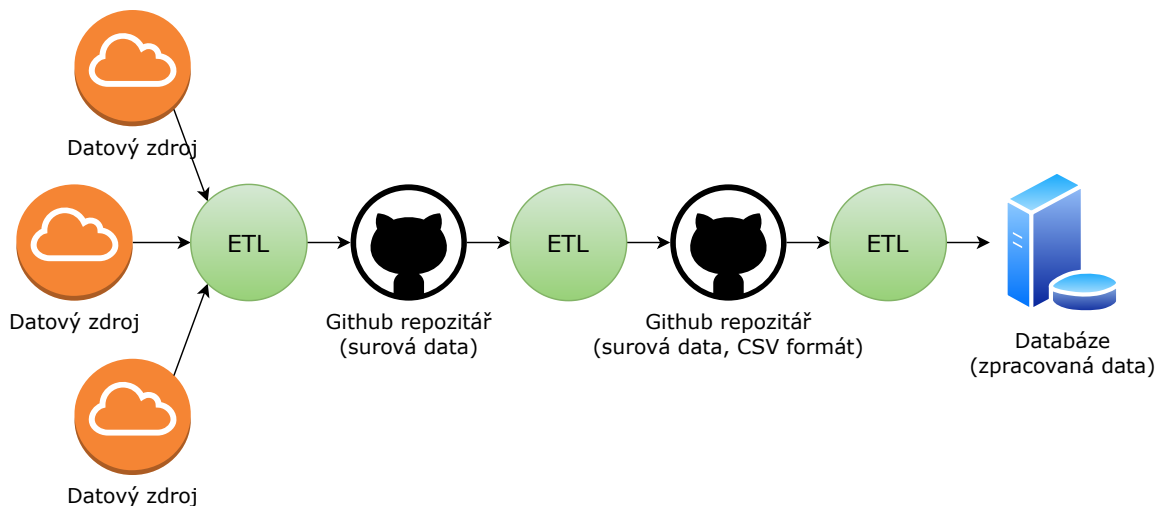 Datový zdroj
Datový zdroj
Datový zdroj
ETL
Github repozitář
(surová data)
ETL
Github repozitář
(surová data, CSV formát)
ETL
Databáze
(zpracovaná data)